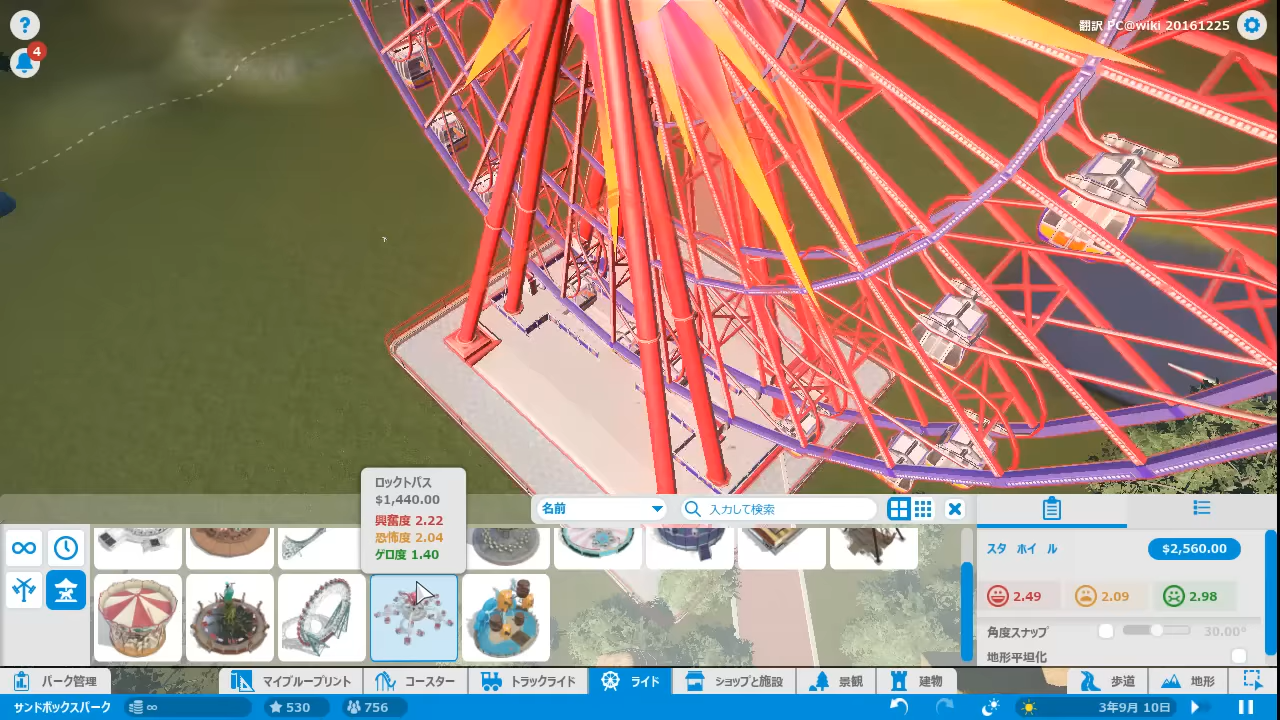 ?
翻訳 PC@wiki 20161225
4
ロックトパス
$1,440.00
興奮度 2.22
恐怖度 2.04
ゲロ度 1.40
名前
入力して検索
スタ ホイ ル
$2,560.00
2.49
2.09
2.98
角度スナップ
30.00°
地形平坦化
パーク管理
マイブループリント
コースター
トラックライド
ライド
ショップと施設
景観
建物
歩道
地形
サンドボックスパーク
∞
530
756
3年9月 10日